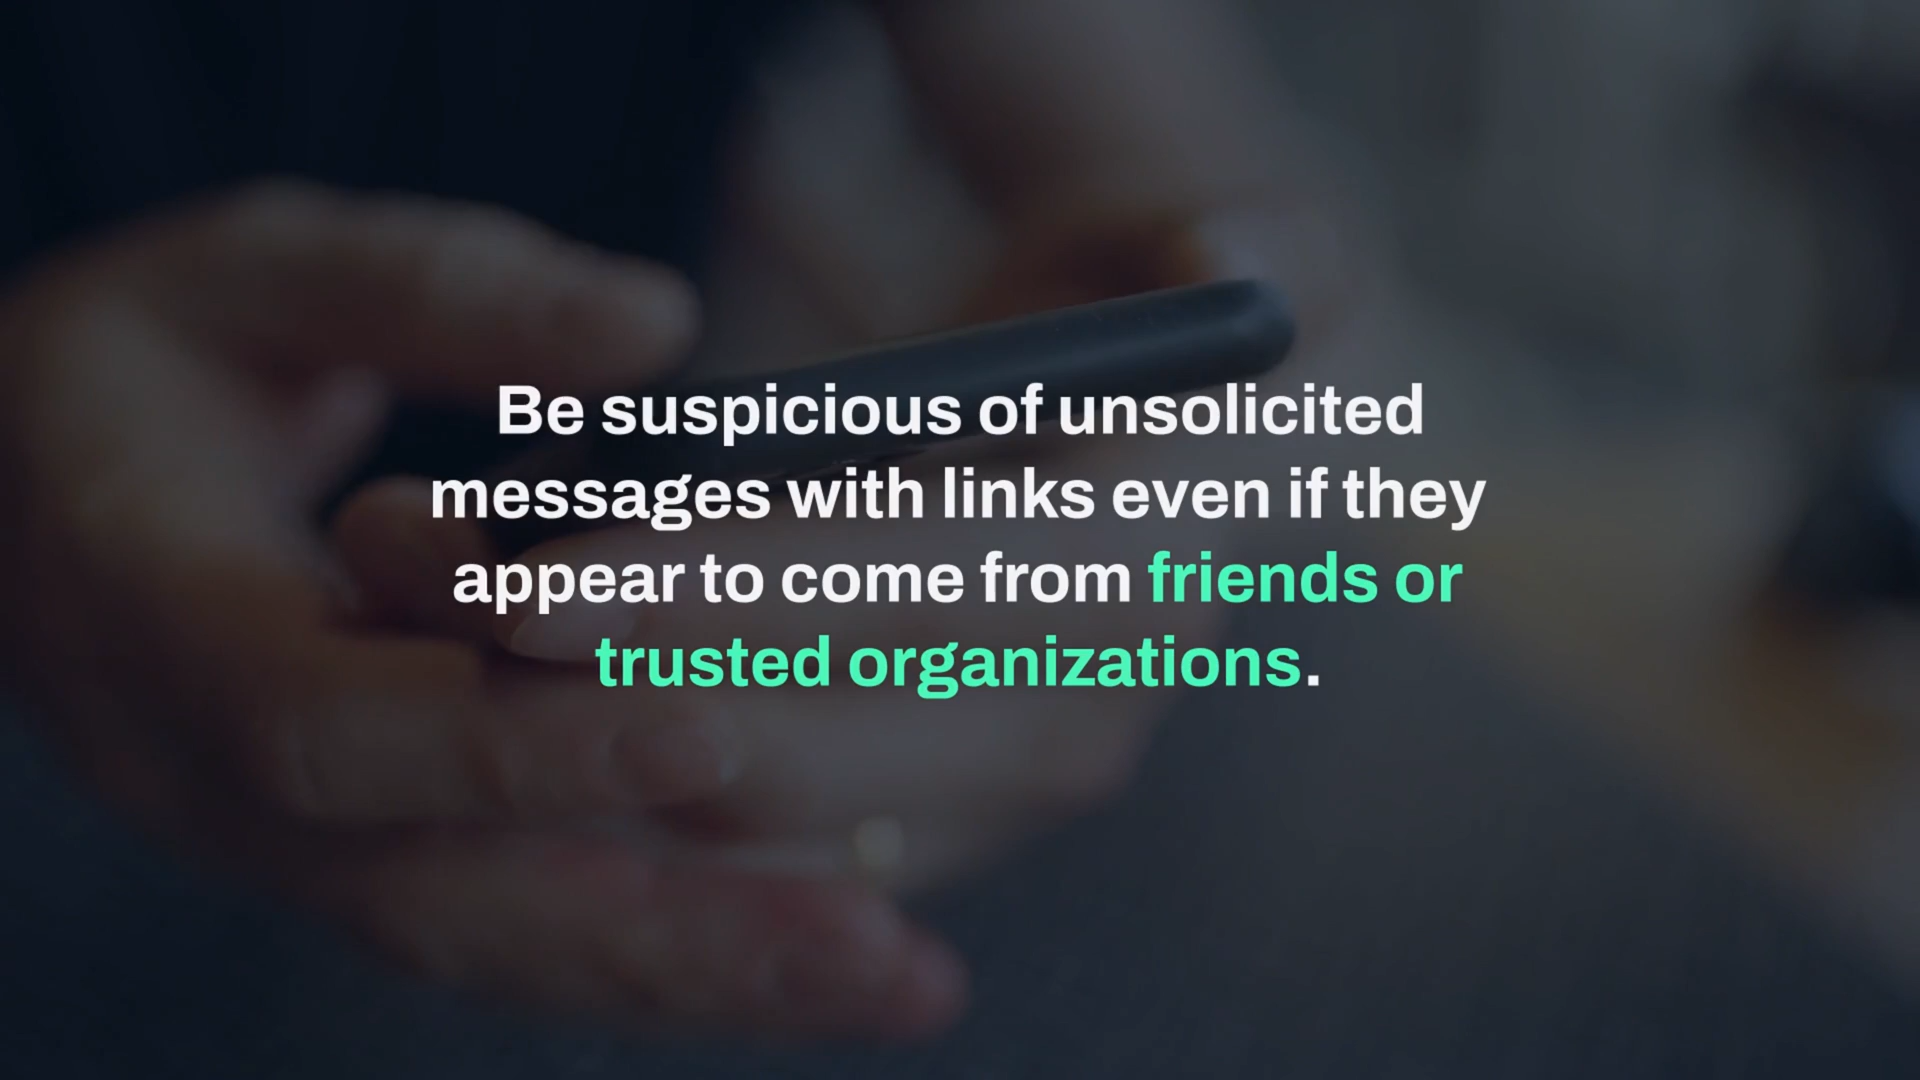 Be suspicious of unsolicited
messages with links even if they
appear to come from friends or
trusted organizations.